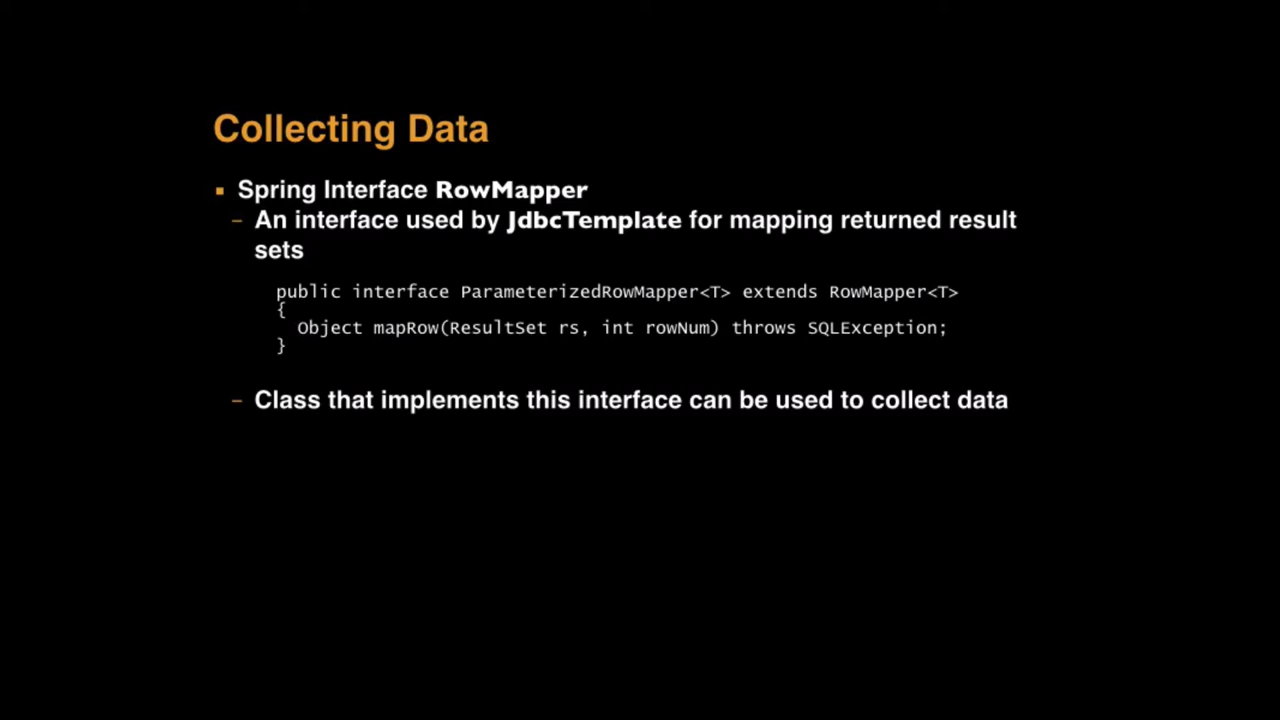 Collecting Data
▪ Spring Interface RowMapper
– An interface used by JdbcTemplate for mapping returned result
sets
public interface ParameterizedRowMapper<T> extends RowMapper<T>
{
Object mapRow(ResultSet rs, int rowNum) throws SQLException;
}
– Class that implements this interface can be used to collect data